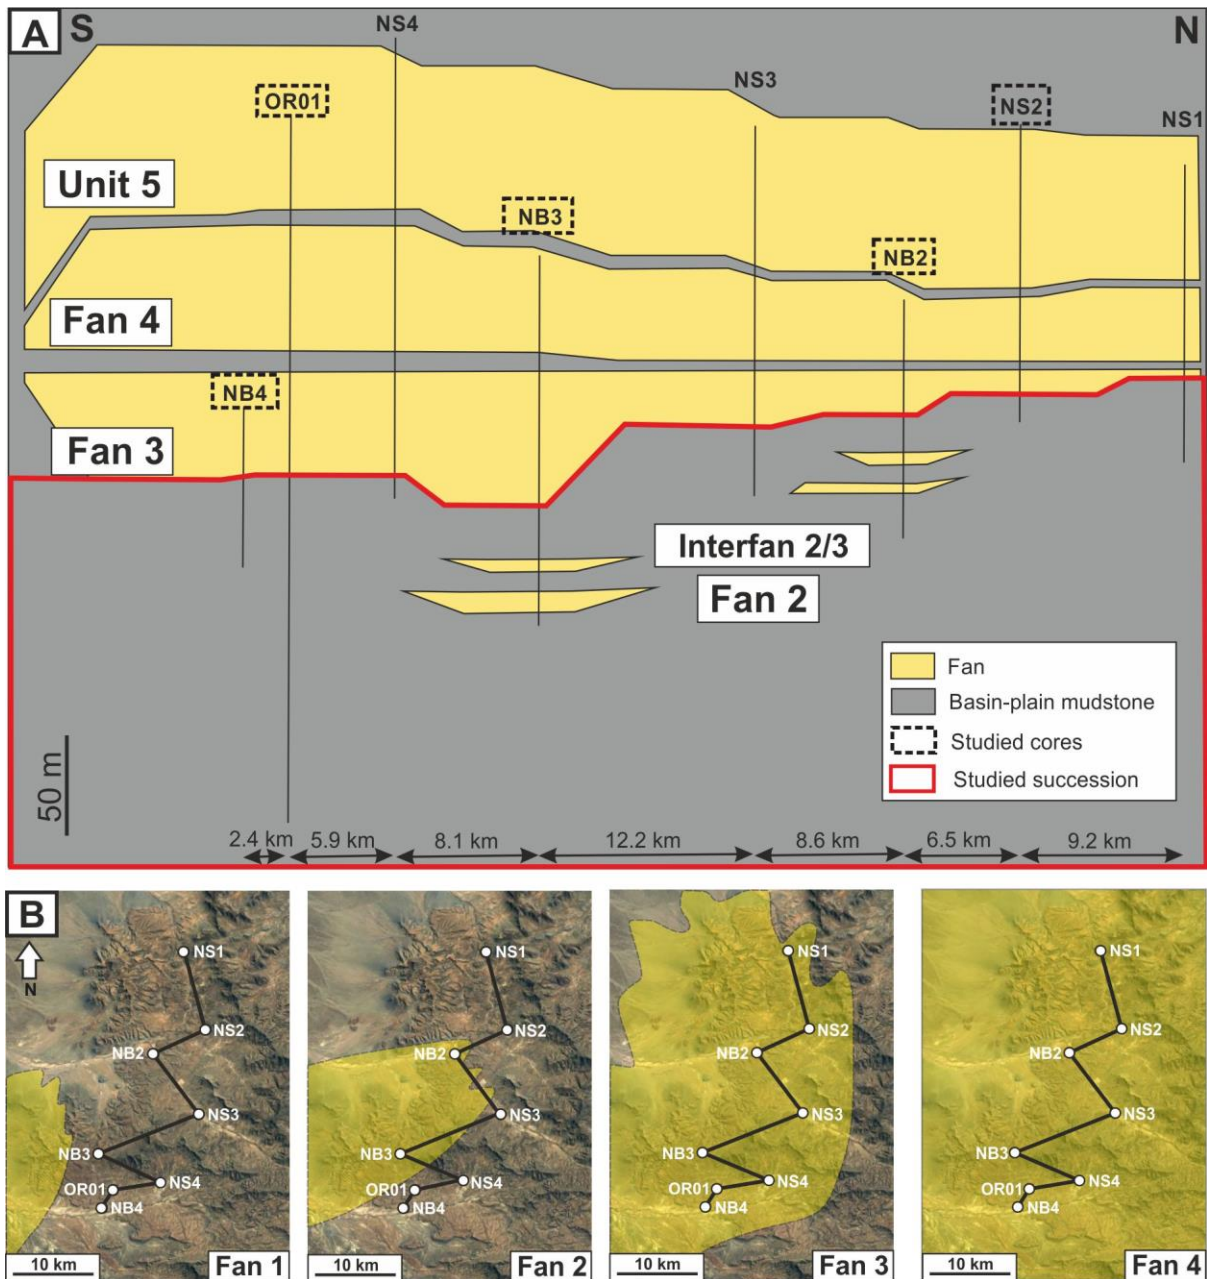 A
S
NS4
N
OR01
NS3
NS2
NS1
Unit 5
NB3
NB2
Fan 4
NB4
Fan 3
Interfan 2/3
Fan 2
Fan
Basin-plain mudstone
Studied cores
Studied succession
50 m
2.4 km
5.9 km
8.1 km
12.2 km
8.6 km
6.5 km
9.2 km
B
N
NS1
NS2
NB2
NS3
NB3
NS4
OR01
NB4
10 km
Fan 1
NS1
NS2
NB2
NS3
NB3
NS4
OR01
NB4
10 km
Fan 2
NS1
NS2
NB2
NS3
NB3
NS4
OR01
NB4
10 km
Fan 3
NS1
NS2
NB2
NS3
NB3
NS4
OR01
NB4
10 km
Fan 4